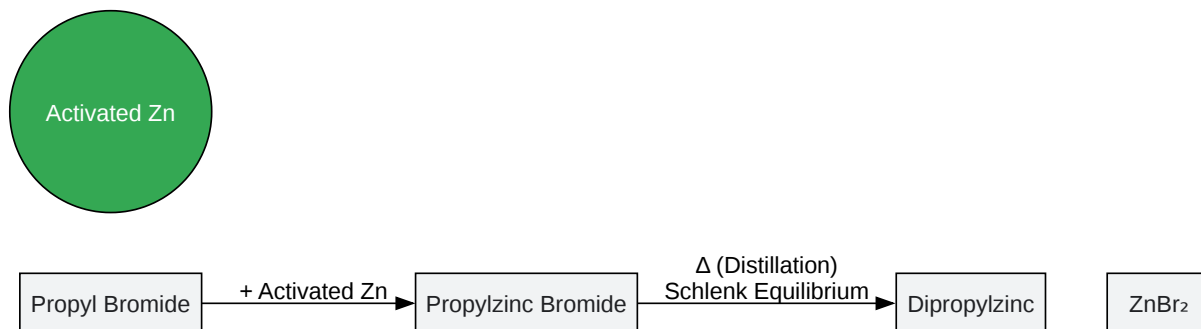 Activated Zn
Propyl Bromide
+ Activated Zn
Propylzinc Bromide
Δ (Distillation)
Schlenk Equilibrium
Dipropylzinc
ZnBr₂